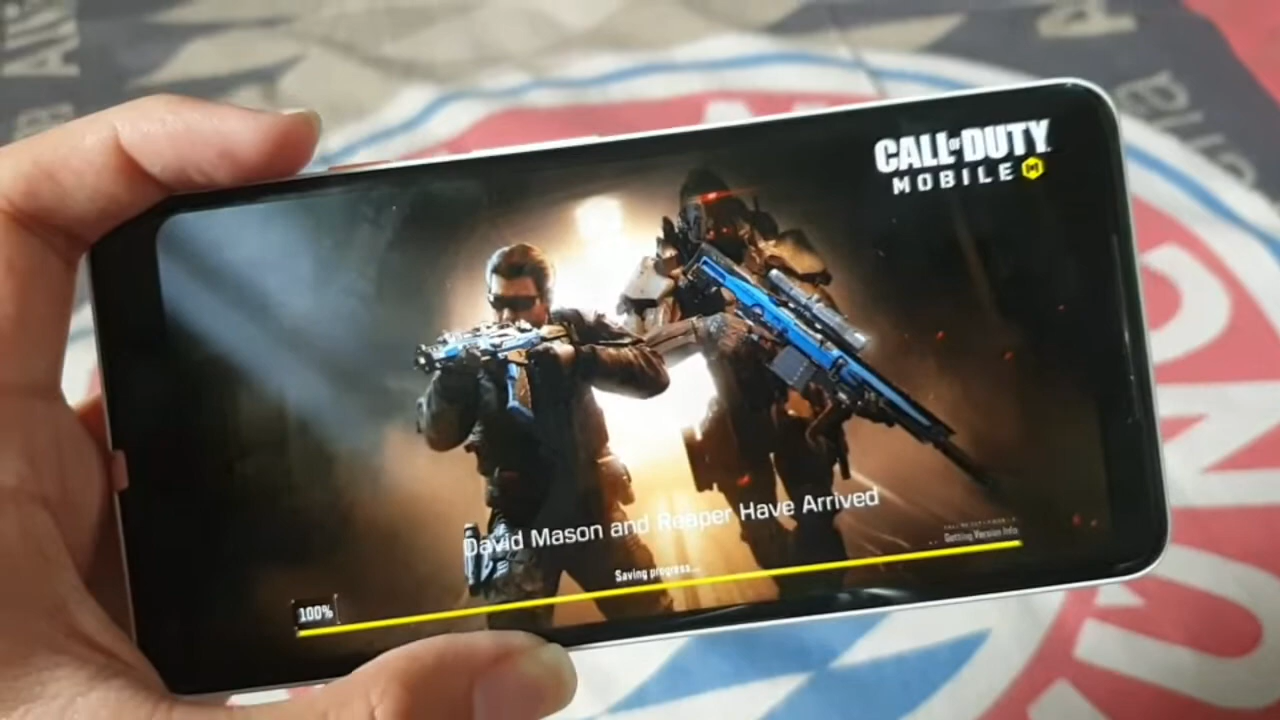 CALL OF DUTY
MOBILE
David Mason and Reaper Have Arrived
Getting Version Info
Saving progress...
100%